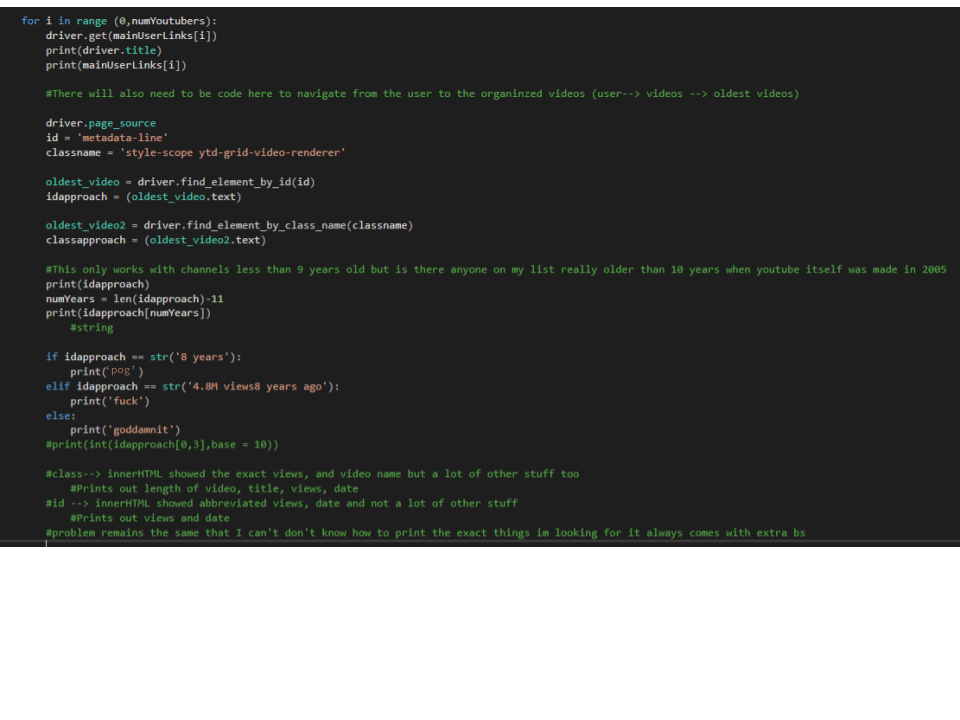 for i in range (0,numYoutubers):
driver.get(mainUserLinks[i])
print(driver.title)
print(mainUserLinks[i])
#There will also need to be code here to navigate from the user to the organinzed videos (user--> videos --> oldest videos)
driver.page_source
id = 'metadata-line'
classname = 'style-scope ytd-grid-video-renderer'
oldest_video = driver.find_element_by_id(id)
idapproach = (oldest_video.text)
oldest_video2 = driver.find_element_by_class_name(classname)
classapproach = (oldest_video2.text)
#This only works with channels less than 9 years old but is there anyone on my list really older than 10 years when youtube itself was made in 2005
print(idapproach)
numYears = len(idapproach)-11
print(idapproach[numYears])
#string
if idapproach == str('8 years'):
print('pog')
elif idapproach == str('4.8M views8 years ago'):
print('fuck')
else:
print('goddamnit')
#print(int(idapproach[0,3],base = 10))
#class--> innerHTML showed the exact views, and video name but a lot of other stuff too
#Prints out length of video, title, views, date
#id --> innerHTML showed abbreviated views, date and not a lot of other stuff
#Prints out views and date
#problem remains the same that I can't don't know how to print the exact things im looking for it always comes with extra bs